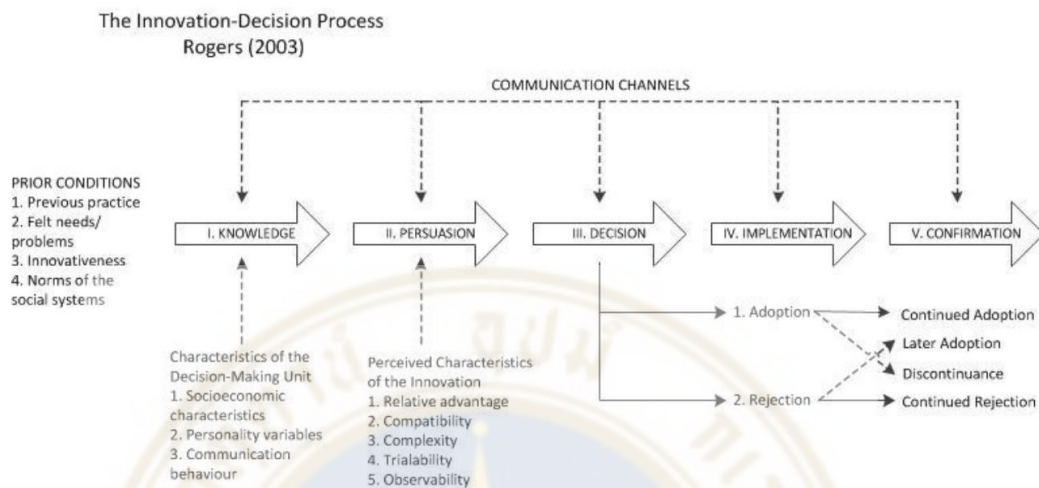 The Innovation-Decision Process
Rogers (2003)
COMMUNICATION CHANNELS
PRIOR CONDITIONS
1. Previous practice
2. Felt needs/
problems
3. Innovativeness
4. Norms of the
social systems
I. KNOWLEDGE
II. PERSUASION
III. DECISION
IV. IMPLEMENTATION
V. CONFIRMATION
Characteristics of the
Decision-Making Unit
1. Socioeconomic
characteristics
2. Personality variables
3. Communication
behaviour
Perceived Characteristics
of the Innovation
1. Relative advantage
2. Compatibility
3. Complexity
4. Trialability
5. Observability
1. Adoption
2. Rejection
Continued Adoption
Later Adoption
Discontinuance
Continued Rejection